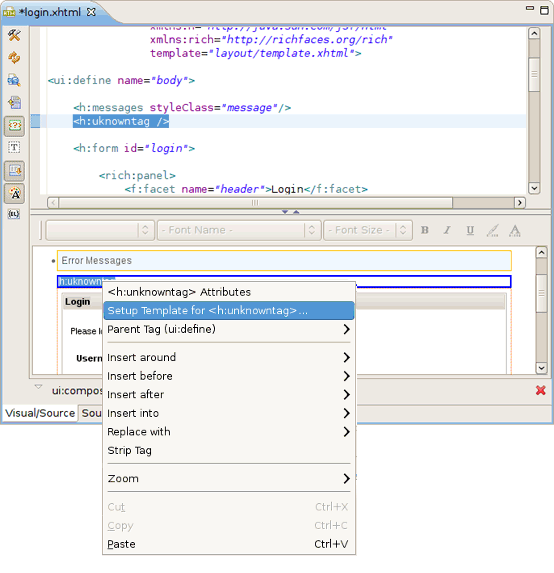 *login.xhtml
xmlns:h="http://java.sun.com/jsf/html"
xmlns:rich="http://richfaces.org/rich"
template="layout/template.xhtml">
<ui:define name="body">
<h:messages styleClass="message"/>
<h:uknowntag />
<h:form id="login">
<rich:panel>
<f:facet name="header">Login</f:facet>
- Font Name -
- Font Size -
B I U A
Error Messages
h:uknowntag
Login
Please l
Usern
<h:unknowntag> Attributes
Setup Template for <h:unknowntag>...
Parent Tag (ui:define)
Insert around
Insert before
Insert after
Insert into
Replace with
Strip Tag
Zoom
Cut Ctrl+X
Copy Ctrl+C
Paste Ctrl+V
ui:compo
Visual/Source Sou